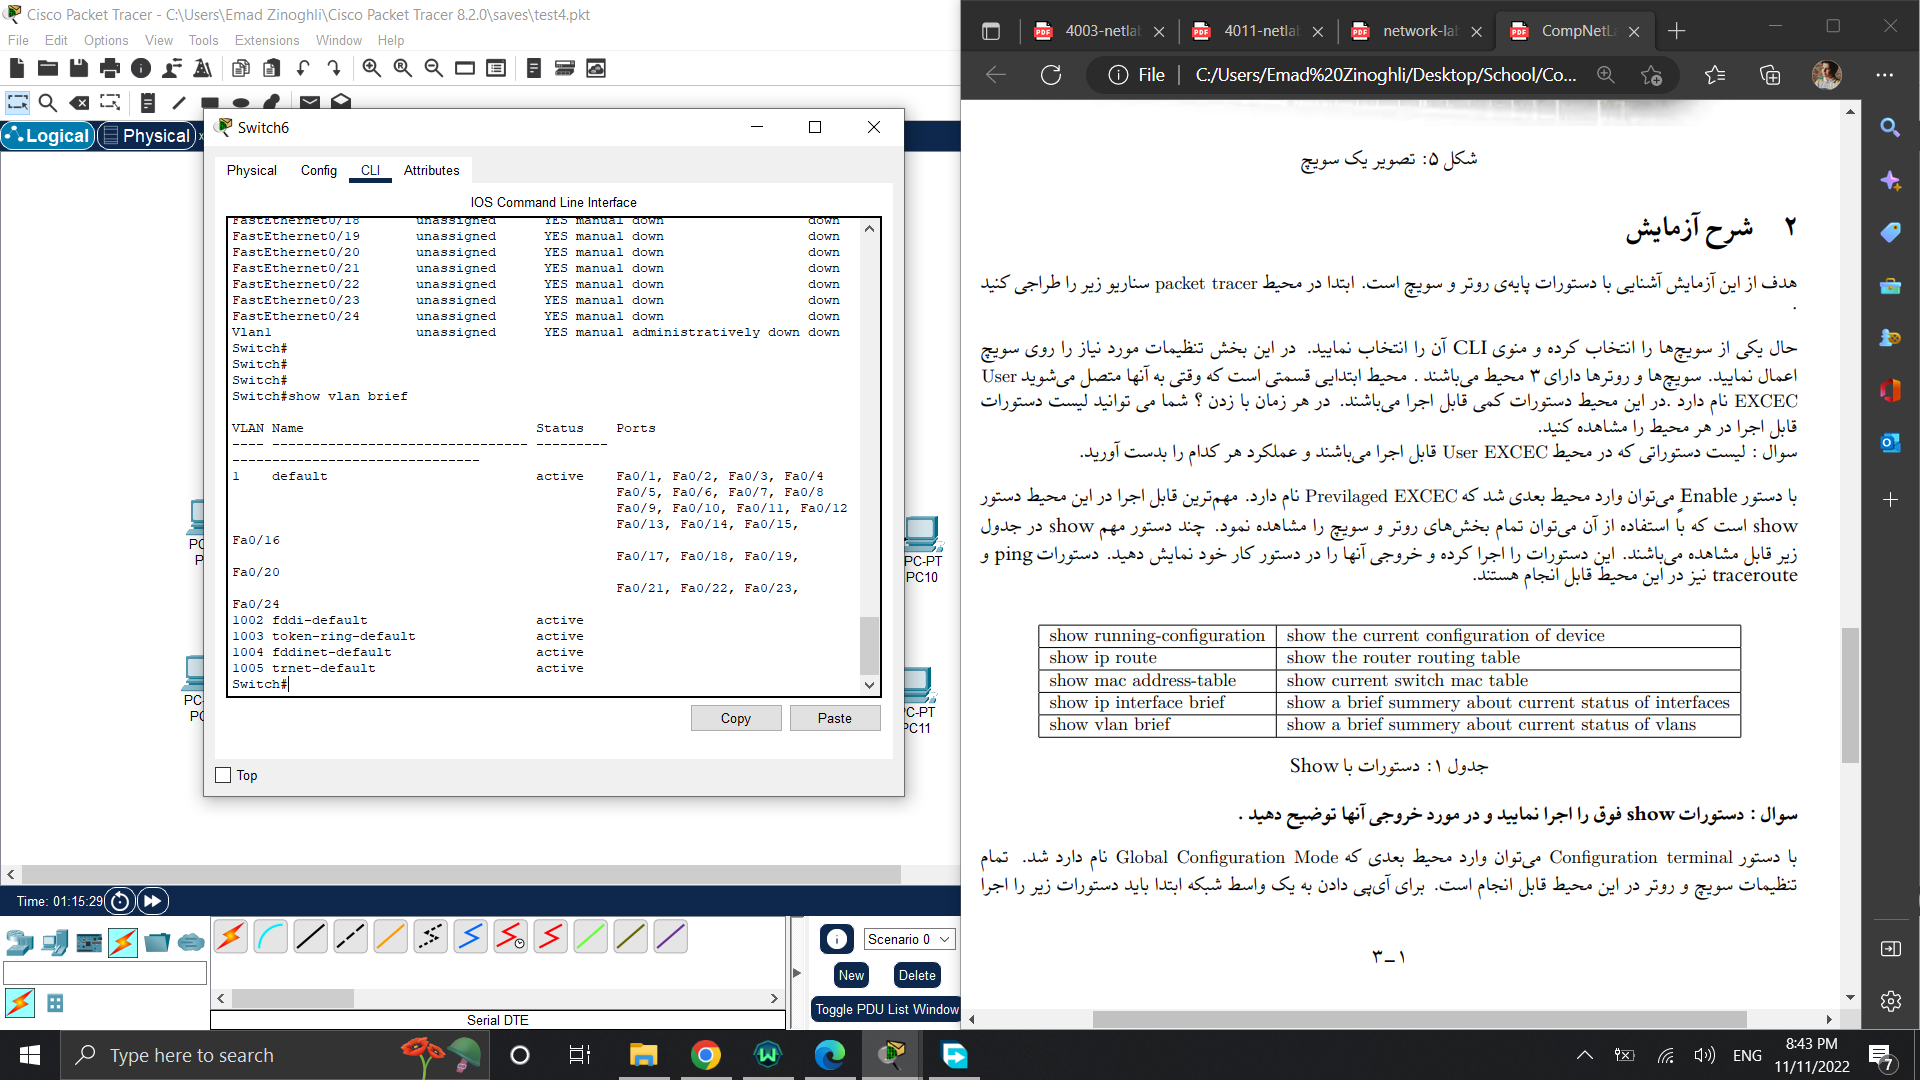 Cisco Packet Tracer - C:\Users\Emad Zinoghli\Cisco Packet Tracer 8.2.0\saves\test4.pkt
File Edit Options View Tools Extensions Window Help
Logical Physical
Switch6
Physical Config CLI Attributes
IOS Command Line Interface
FastEthernet0/18 unassigned YES manual down down
FastEthernet0/19 unassigned YES manual down down
FastEthernet0/20 unassigned YES manual down down
FastEthernet0/21 unassigned YES manual down down
FastEthernet0/22 unassigned YES manual down down
FastEthernet0/23 unassigned YES manual down down
FastEthernet0/24 unassigned YES manual down down
Vlan1 unassigned YES manual administratively down down
Switch#
Switch#
Switch#
Switch#show vlan brief
VLAN Name Status Ports
---- -------------------------------- ---------
-------------------------------
1 default active Fa0/1, Fa0/2, Fa0/3, Fa0/4
Fa0/5, Fa0/6, Fa0/7, Fa0/8
Fa0/9, Fa0/10, Fa0/11, Fa0/12
Fa0/13, Fa0/14, Fa0/15,
Fa0/16
Fa0/17, Fa0/18, Fa0/19,
Fa0/20
Fa0/21, Fa0/22, Fa0/23,
Fa0/24
1002 fddi-default active
1003 token-ring-default active
1004 fddinet-default active
1005 trnet-default active
Switch#
Copy Paste
Top
PC-PT
PC10
PC11
Time: 01:15:29
Scenario 0
New Delete
Toggle PDU List Window
Serial DTE
4003-netla 4011-netla network-la CompNetL
File C:/Users/Emad%20Zinoghli/Desktop/School/Co...
شکل ۵: تصویر یک سویچ
۲ شرح آزمایش
هدف از این آزمایش آشنایی با دستورات پایه‌ی روتر و سویچ است. ابتدا در محیط packet tracer سناریو زیر را طراحی کنید
.
حال یکی از سویچ‌ها را انتخاب کرده و منوی CLI آن را انتخاب نمایید. در این بخش تنظیمات مورد نیاز را روی سویچ
اعمال نمایید. سویچ‌ها و روترها دارای ۳ محیط می‌باشند . محیط ابتدایی قسمتی است که وقتی به آنها متصل می‌شوید User
EXCEC نام دارد .در این محیط دستورات کمی قابل اجرا می‌باشند. در هر زمان با زدن ؟ شما می توانید لیست دستورات
قابل اجرا در هر محیط را مشاهده کنید.
سوال : لیست دستوراتی که در محیط User EXCEC قابل اجرا می‌باشند و عملکرد هر کدام را بدست آورید.
با دستور Enable می‌توان وارد محیط بعدی شد که Previlaged EXCEC نام دارد. مهم‌ترین قابل اجرا در این محیط دستور
show است که با استفاده از آن می‌توان تمام بخش‌های روتر و سویچ را مشاهده نمود. چند دستور مهم show در جدول
زیر قابل مشاهده می‌باشند. این دستورات را اجرا کرده و خروجی آنها را در دستور کار خود نمایش دهید. دستورات ping و
traceroute نیز در این محیط قابل انجام هستند.
show running-configuration show the current configuration of device
show ip route show the router routing table
show mac address-table show current switch mac table
show ip interface brief show a brief summery about current status of interfaces
show vlan brief show a brief summery about current status of vlans
جدول ۱: دستورات با Show
سوال : دستورات show فوق را اجرا نمایید و در مورد خروجی آنها توضیح دهید .
با دستور Configuration terminal می‌توان وارد محیط بعدی که Global Configuration Mode نام دارد شد. تمام
تنظیمات سویچ و روتر در این محیط قابل انجام است. برای آی‌پی دادن به یک واسط شبکه ابتدا باید دستورات زیر را اجرا
۳-۱
Type here to search
ENG
8:43 PM
11/11/2022
7